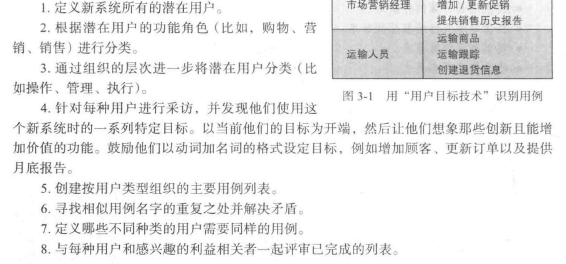 1. 定义新系统所有的潜在用户。
2. 根据潜在用户的功能角色（比如，购物、营
销、销售）进行分类。
3. 通过组织的层次进一步将潜在用户分类（比
如操作、管理、执行）。
4. 针对每种用户进行采访，并发现他们使用这
市场营销经理
增加 / 更新促销
提供销售历史报告
运输人员
运输商品
运输跟踪
创建退货信息
图 3-1 用“用户目标技术”识别用例
个新系统时的一系列特定目标。以当前他们的目标为开端，然后让他们想象那些创新且能增
加价值的功能。鼓励他们以动词加名词的格式设定目标，例如增加顾客、更新订单以及提供
月底报告。
5. 创建按用户类型组织的主要用例列表。
6. 寻找相似用例名字的重复之处并解决矛盾。
7. 定义哪些不同种类的用户需要同样的用例。
8. 与每种用户和感兴趣的利益相关者一起评审已完成的列表。